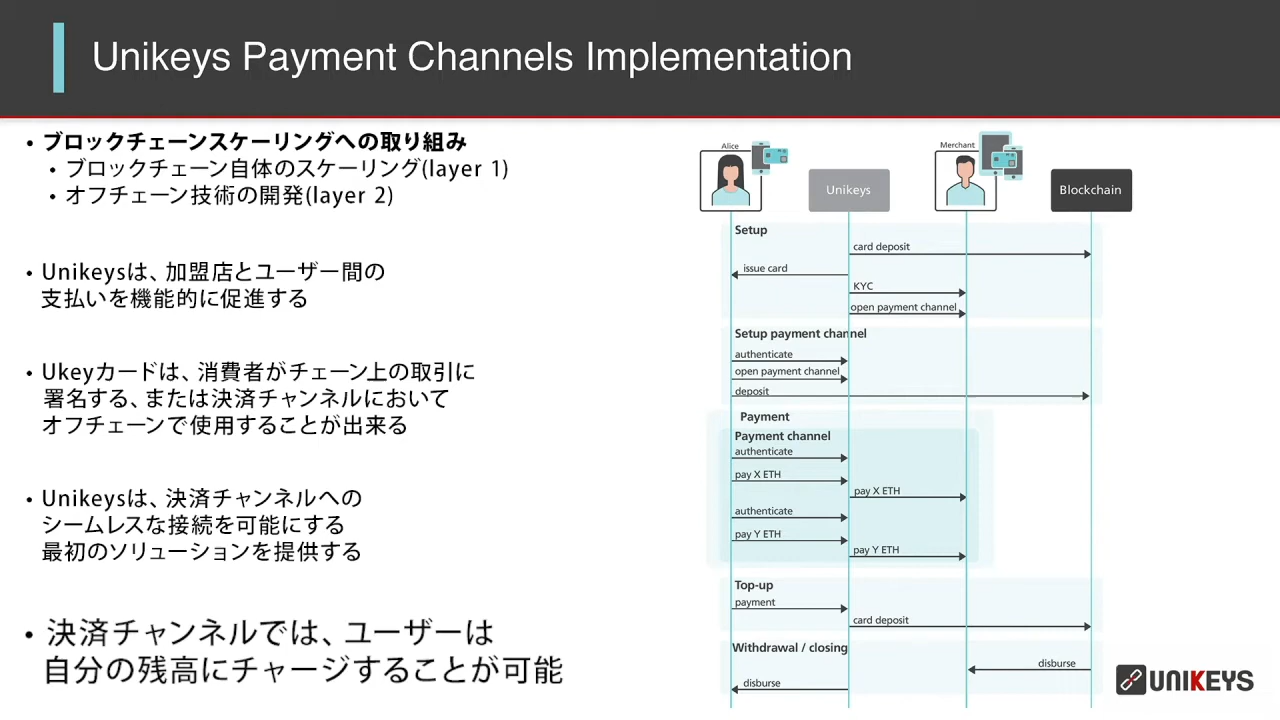 Unikeys Payment Channels Implementation
• ブロックチェーンスケーリングへの取り組み
• ブロックチェーン自体のスケーリング(layer 1)
• オフチェーン技術の開発(layer 2)
• Unikeysは、加盟店とユーザー間の
支払いを機能的に促進する
• Ukeyカードは、消費者がチェーン上の取引に
署名する、または決済チャンネルにおいて
オフチェーンで使用することが出来る
• Unikeysは、決済チャンネルへの
シームレスな接続を可能にする
最初のソリューションを提供する
• 決済チャンネルでは、ユーザーは
自分の残高にチャージすることが可能
Alice
Unikeys
Merchant
Blockchain
Setup
card deposit
issue card
KYC
open payment channel
Setup payment channel
authenticate
open payment channel
deposit
Payment
Payment channel
authenticate
pay X ETH
pay X ETH
authenticate
pay Y ETH
pay Y ETH
Top-up
payment
card deposit
Withdrawal / closing
disburse
disburse
UNIKEYS